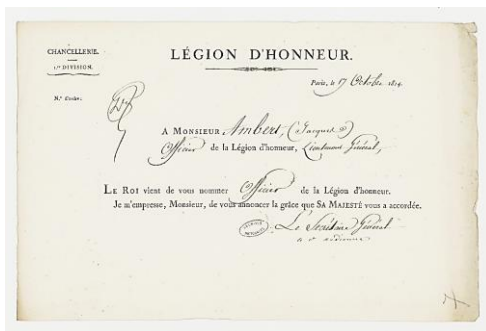 CHANCELLERIE.
LÉGION D'HONNEUR.
1re DIVISION.
Paris, le 17 Octobre 1814
N.º d'ordre.
A MONSIEUR Ambert, (Jacques)
Officier de la Légion d'honneur, Lieutenant Général,
LE ROI vient de vous nommer Officier de la Légion d'honneur.
Je m'empresse, Monsieur, de vous annoncer la grâce que SA MAJESTÉ vous a accordée.
Le Secrétaire Général